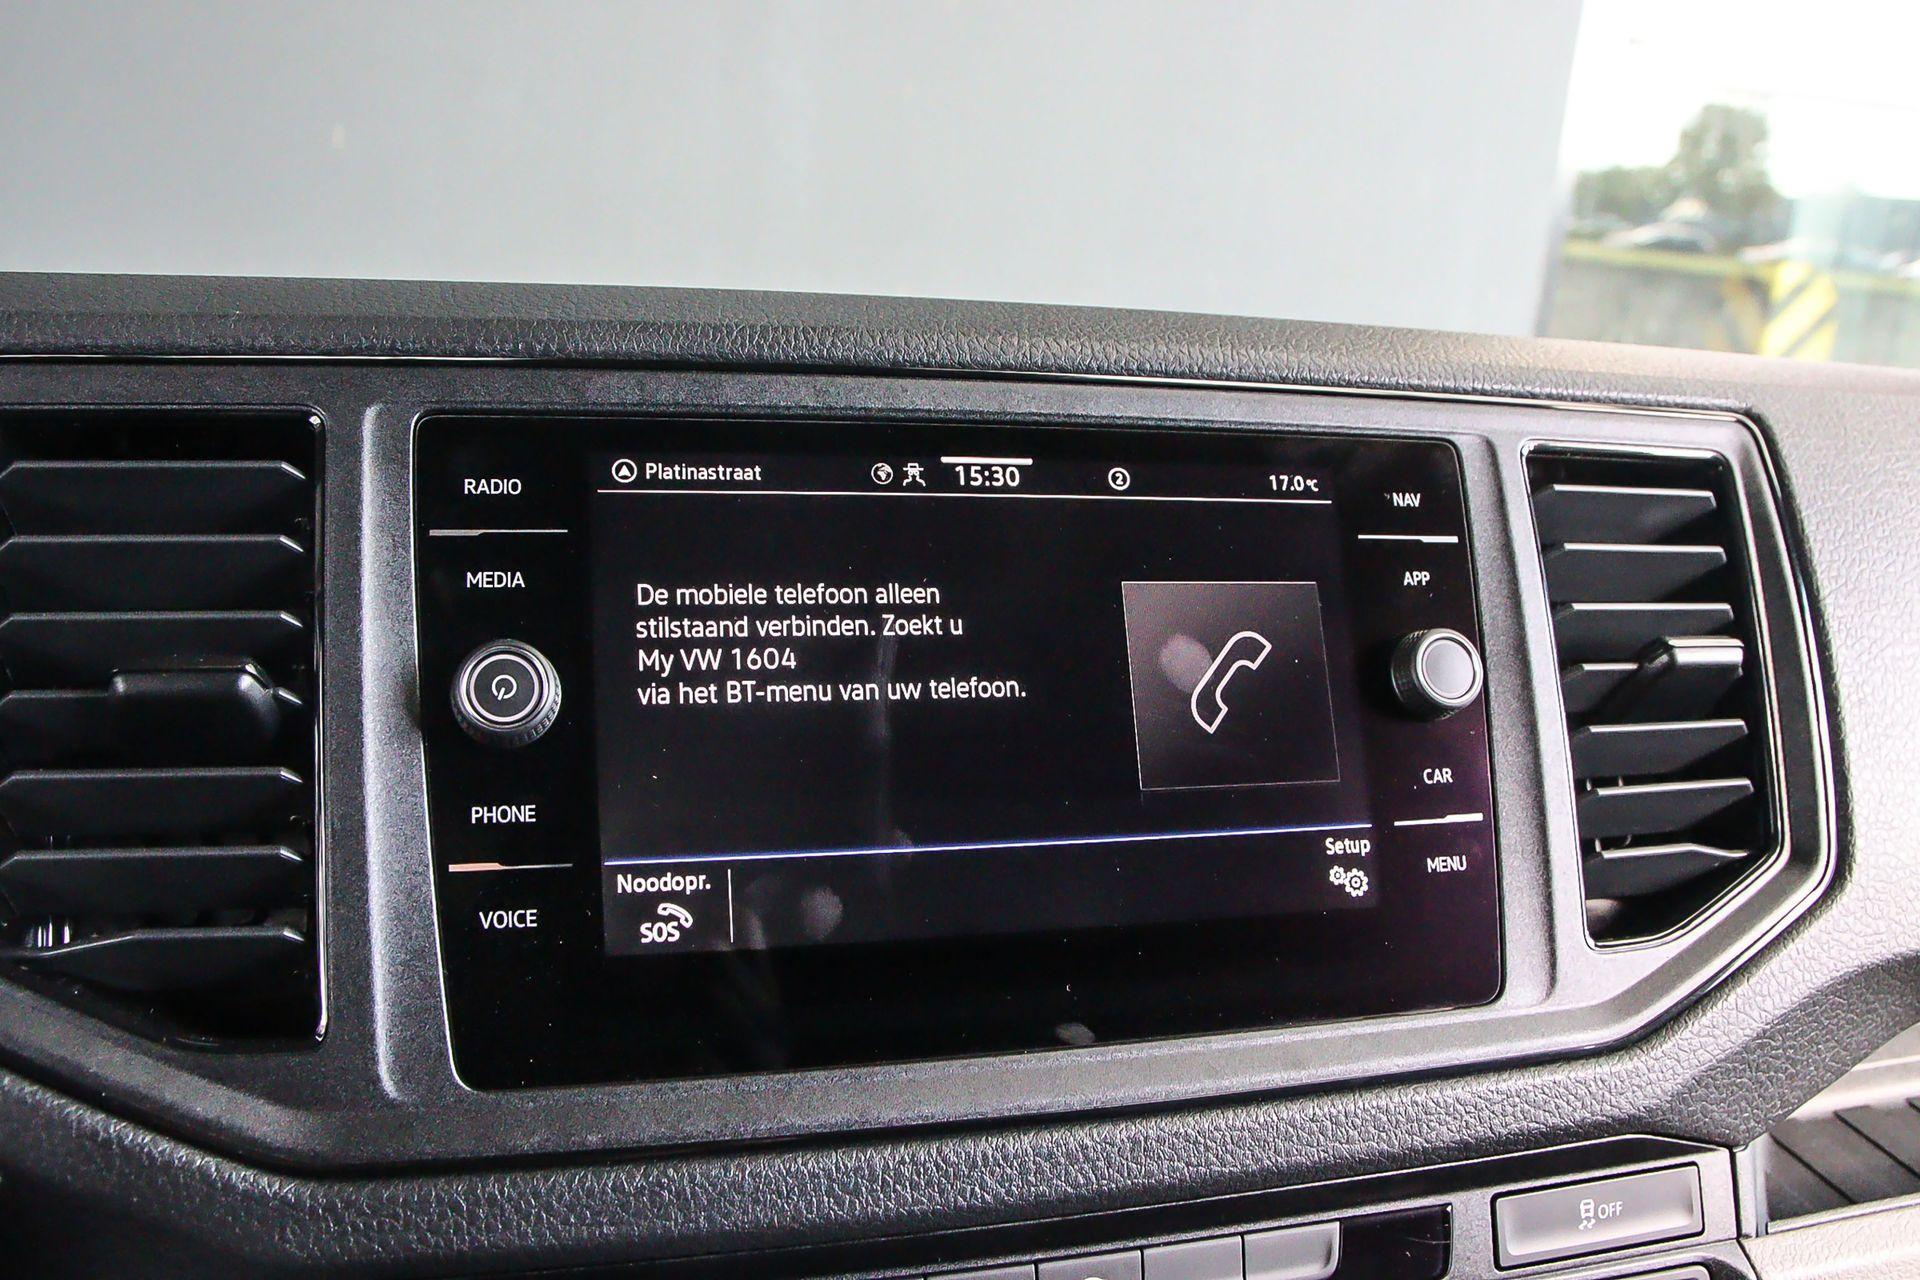 RADIO
MEDIA
PHONE
VOICE
Platinastraat
15:30
2
17.0°C
De mobiele telefoon alleen
stilstaand verbinden. Zoekt u
My VW 1604
via het BT-menu van uw telefoon.
Noodopr.
SOS
Setup
NAV
APP
CAR
MENU
OFF